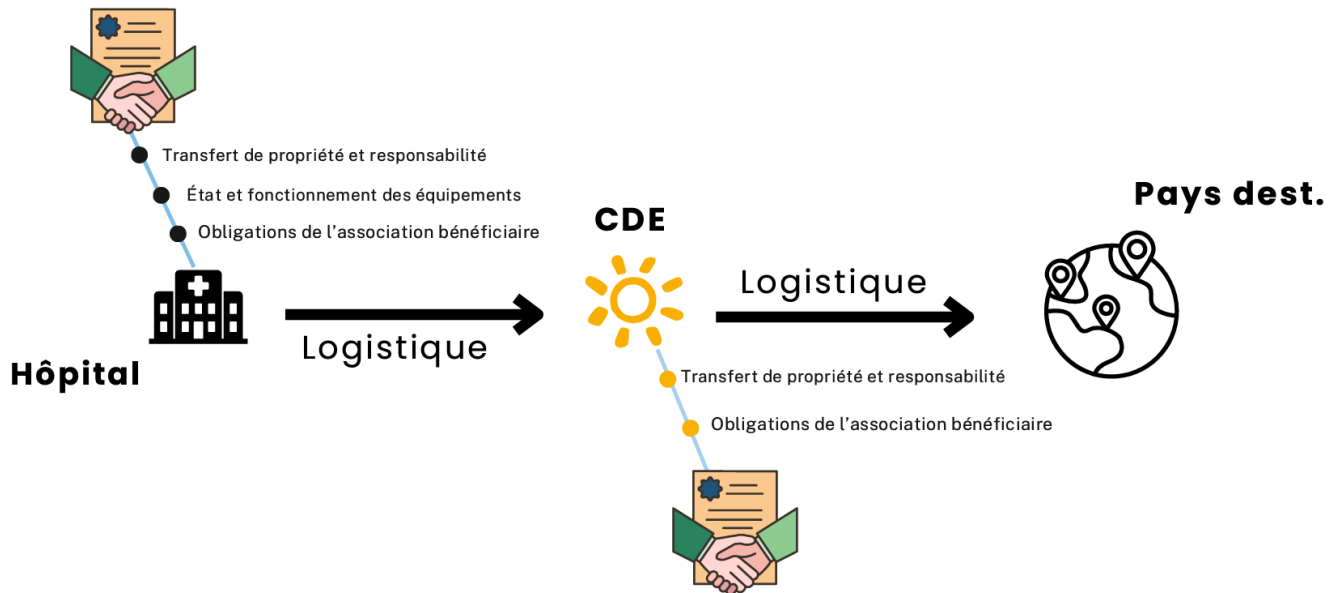 Transfert de propriété et responsabilité
État et fonctionnement des équipements
Obligations de l'association bénéficiaire
Hôpital
Logistique
CDE
Logistique
Pays dest.
Transfert de propriété et responsabilité
Obligations de l'association bénéficiaire